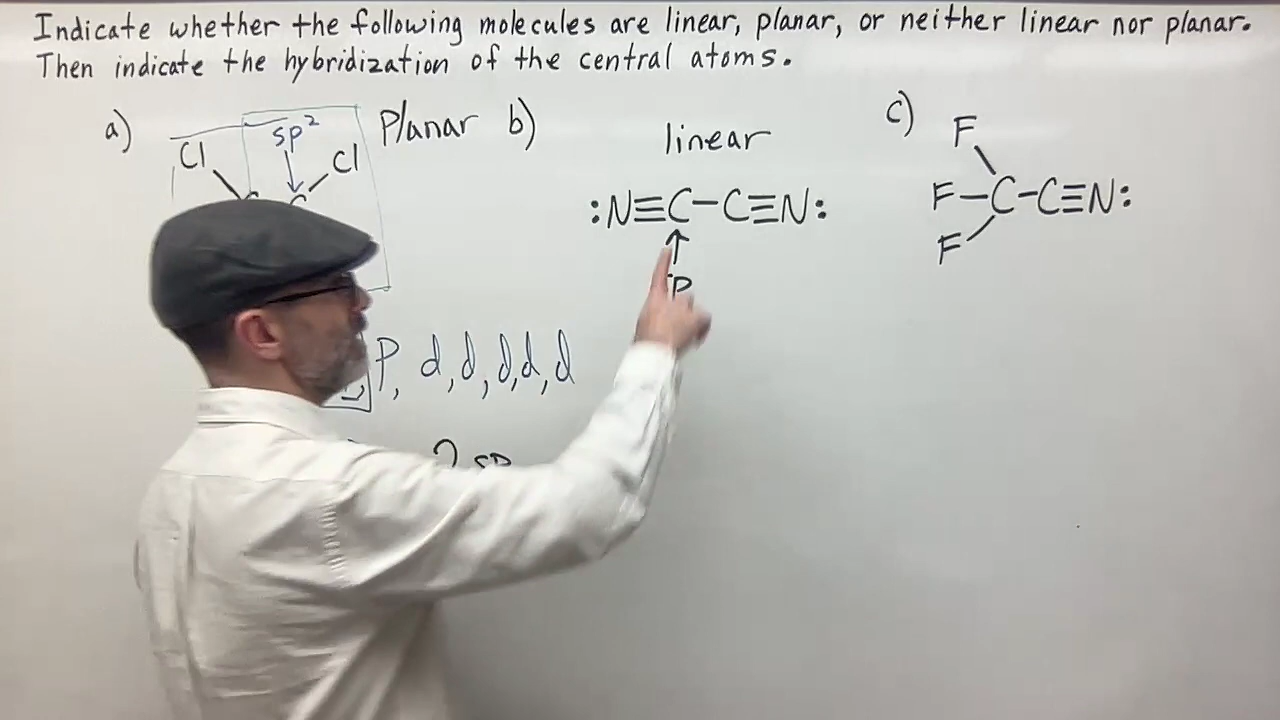 Indicate whether the following molecules are linear, planar, or neither linear nor planar.
Then indicate the hybridization of the central atoms.
a) Planar b) linear c)
sp²
Cl Cl
:N≡C–C≡N:
F
F–C–C≡N:
F
P, d, d, d, d, d
2 sp